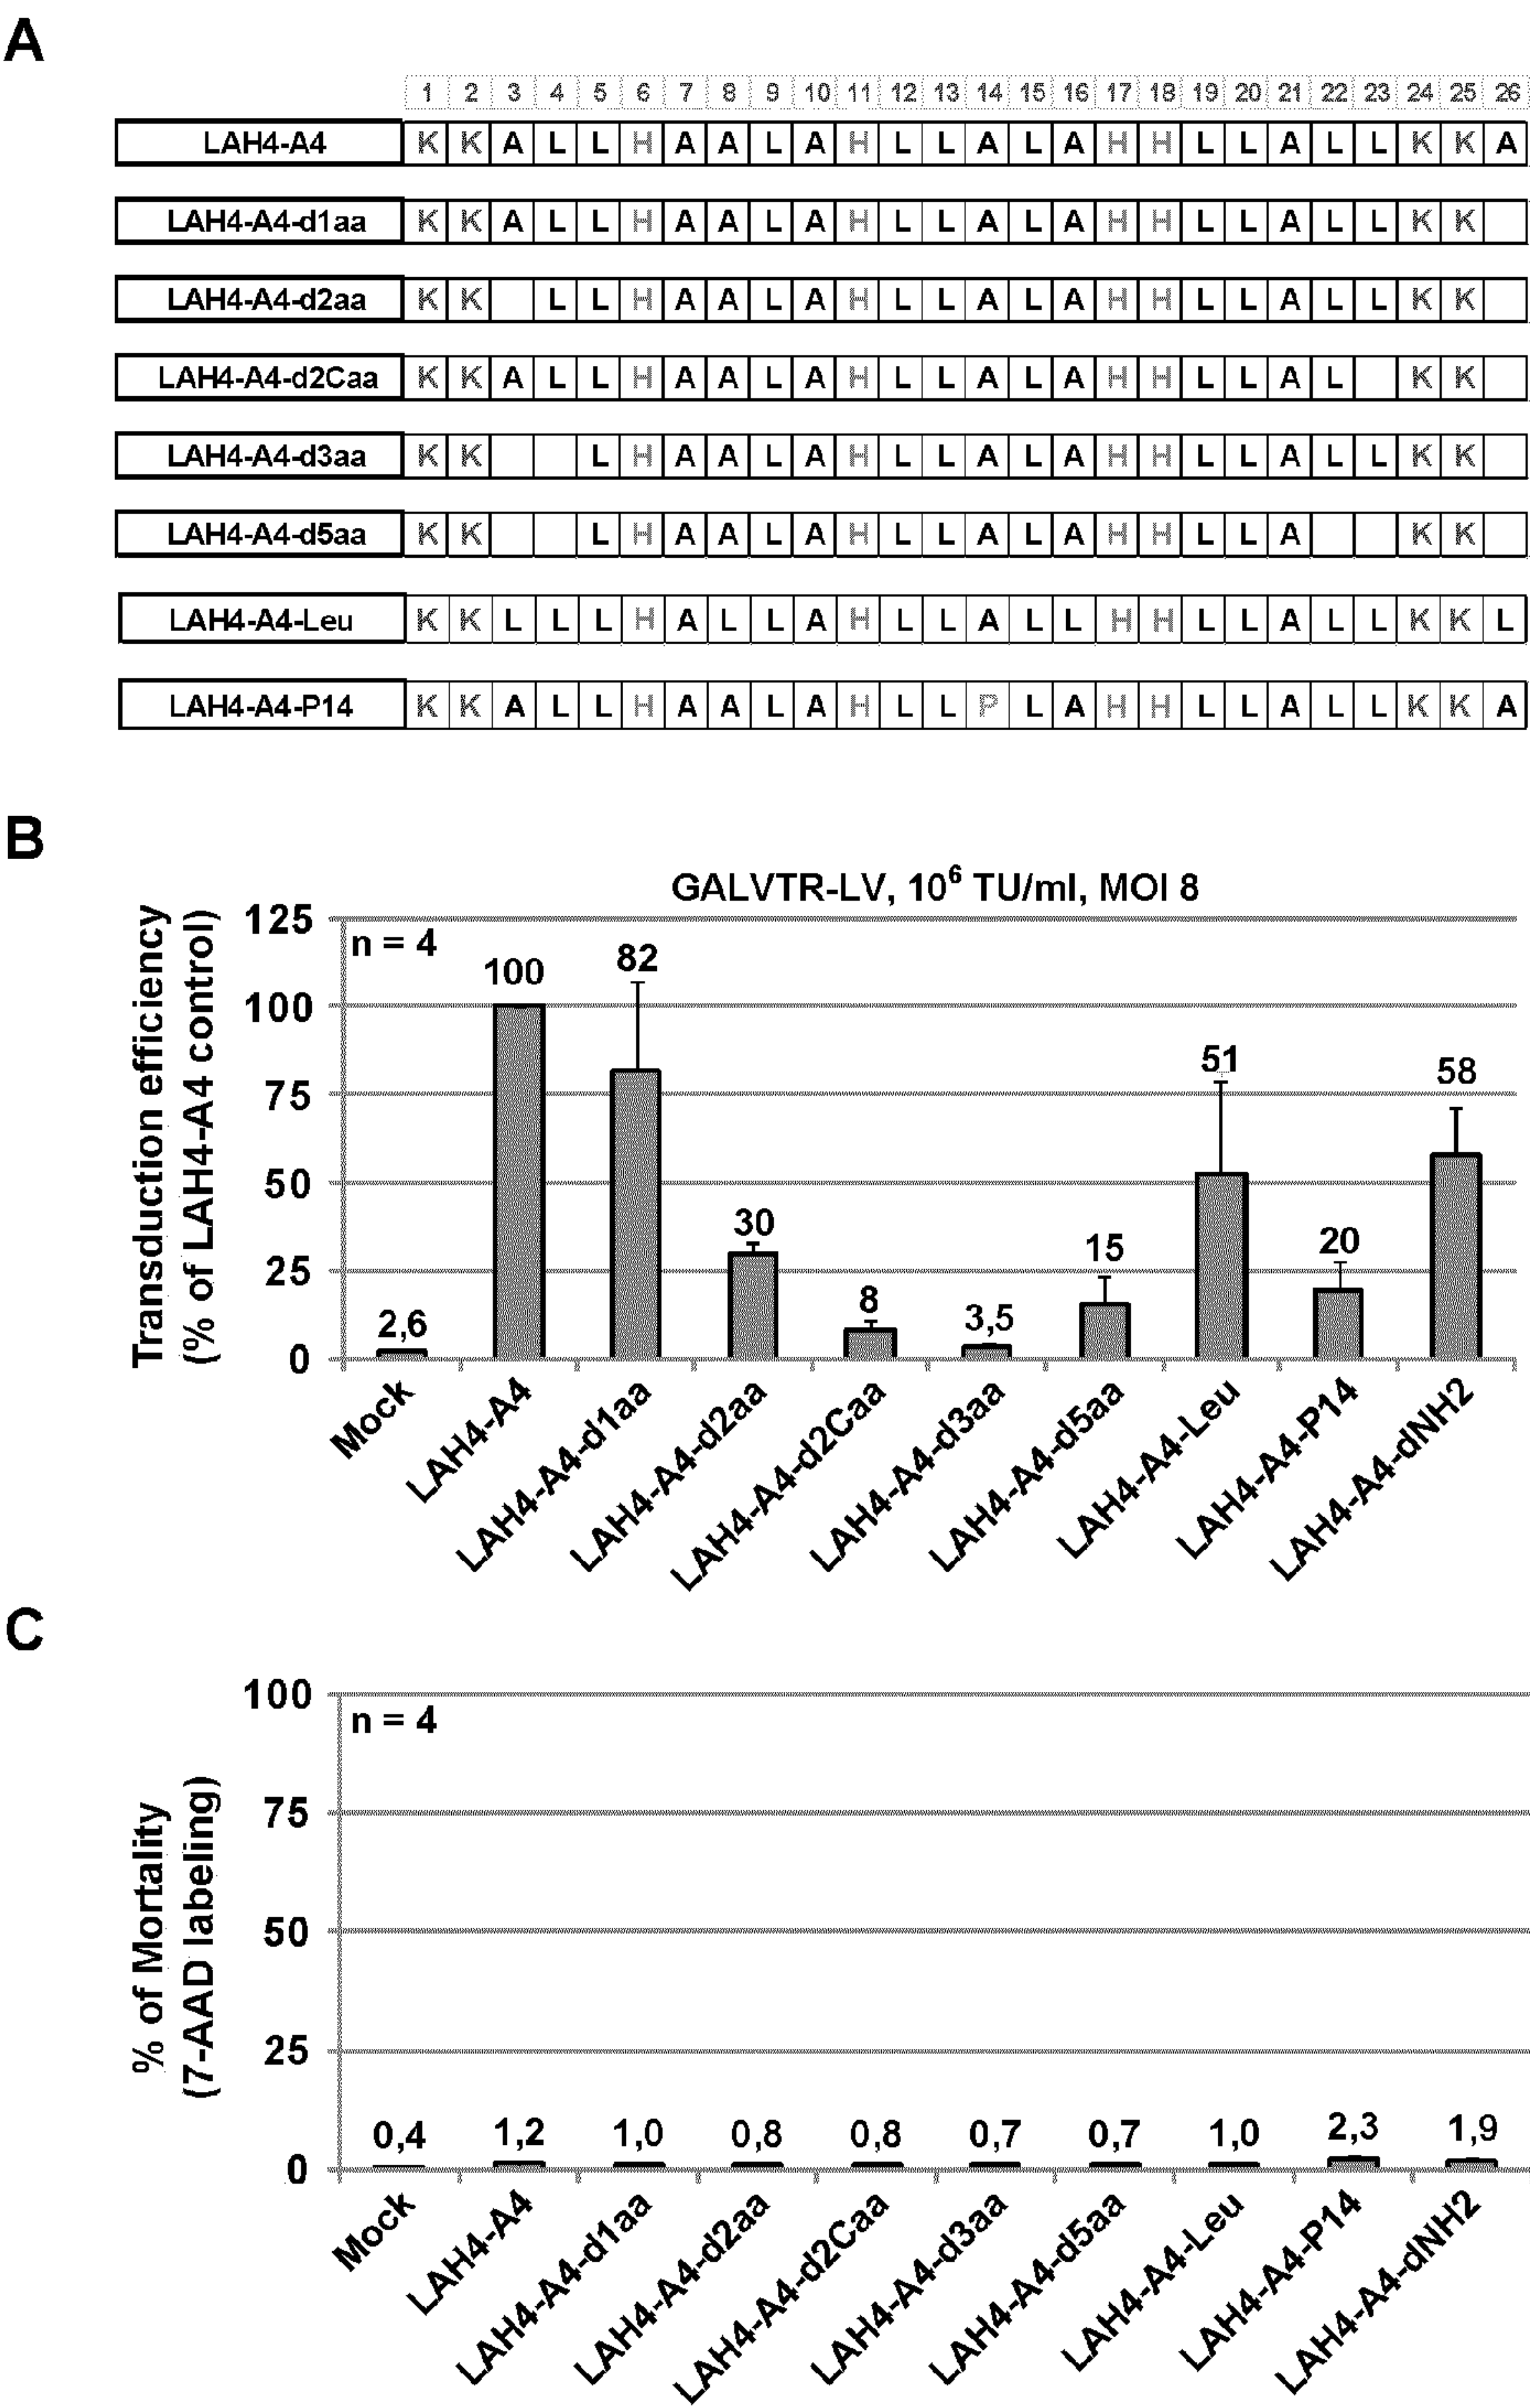 A
1 2 3 4 5 6 7 8 9 10 11 12 13 14 15 16 17 18 19 20 21 22 23 24 25 26
LAH4-A4 K K A L L H A A L A H L L A L A H H L L A L L K K A
LAH4-A4-d1aa K K A L L H A A L A H L L A L A H H L L A L L K K
LAH4-A4-d2aa K K L L H A A L A H L L A L A H H L L A L L K K
LAH4-A4-d2Caa K K A L L H A A L A H L L A L A H H L L A L K K
LAH4-A4-d3aa K K L H A A L A H L L A L A H H L L A L L K K
LAH4-A4-d5aa K K L H A A L A H L L A L A H H L L A K K
LAH4-A4-Leu K K L L L H A L L A H L L A L L H H L L A L L K K L
LAH4-A4-P14 K K A L L H A A L A H L L P L A H H L L A L L K K A
B
GALVTR-LV, 10⁶ TU/ml, MOI 8
Transduction efficiency
(% of LAH4-A4 control)
125
100
75
50
25
0
n = 4
2,6
100
82
30
8
3,5
15
51
20
58
Mock
LAH4-A4
LAH4-A4-d1aa
LAH4-A4-d2aa
LAH4-A4-d2Caa
LAH4-A4-d3aa
LAH4-A4-d5aa
LAH4-A4-Leu
LAH4-A4-P14
LAH4-A4-dNH2
C
% of Mortality
(7-AAD labeling)
100
75
50
25
0
n = 4
0,4
1,2
1,0
0,8
0,8
0,7
0,7
1,0
2,3
1,9
Mock
LAH4-A4
LAH4-A4-d1aa
LAH4-A4-d2aa
LAH4-A4-d2Caa
LAH4-A4-d3aa
LAH4-A4-d5aa
LAH4-A4-Leu
LAH4-A4-P14
LAH4-A4-dNH2